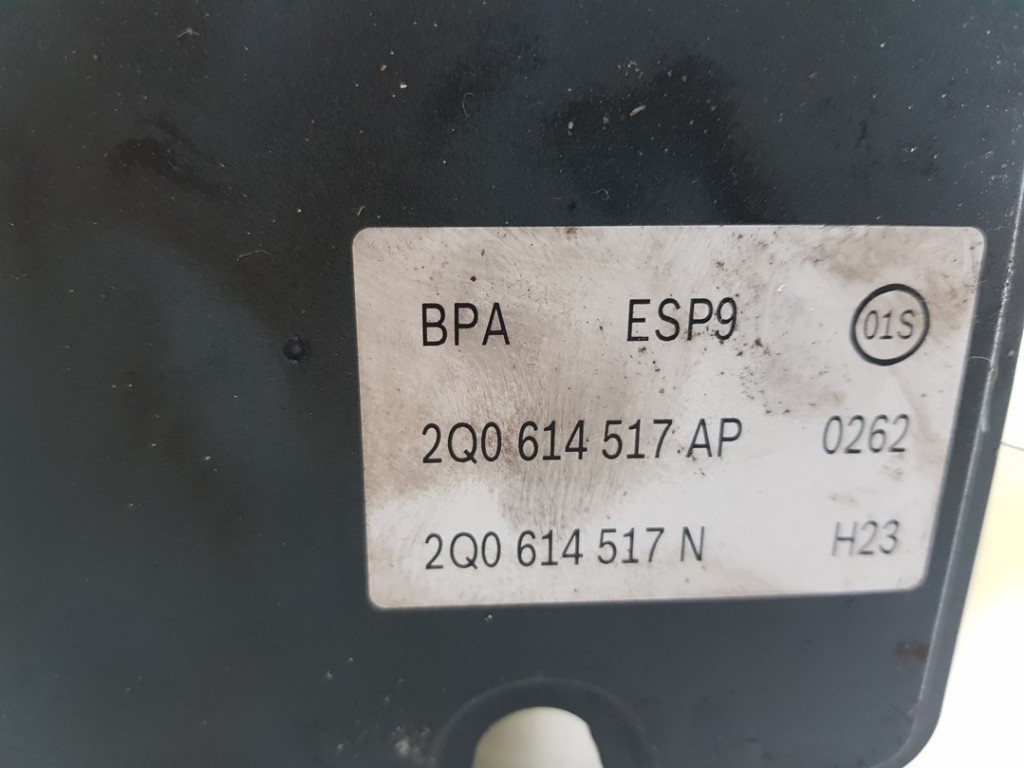 BPA ESP9 01S
2Q0 614 517 AP 0262
2Q0 614 517 N H23